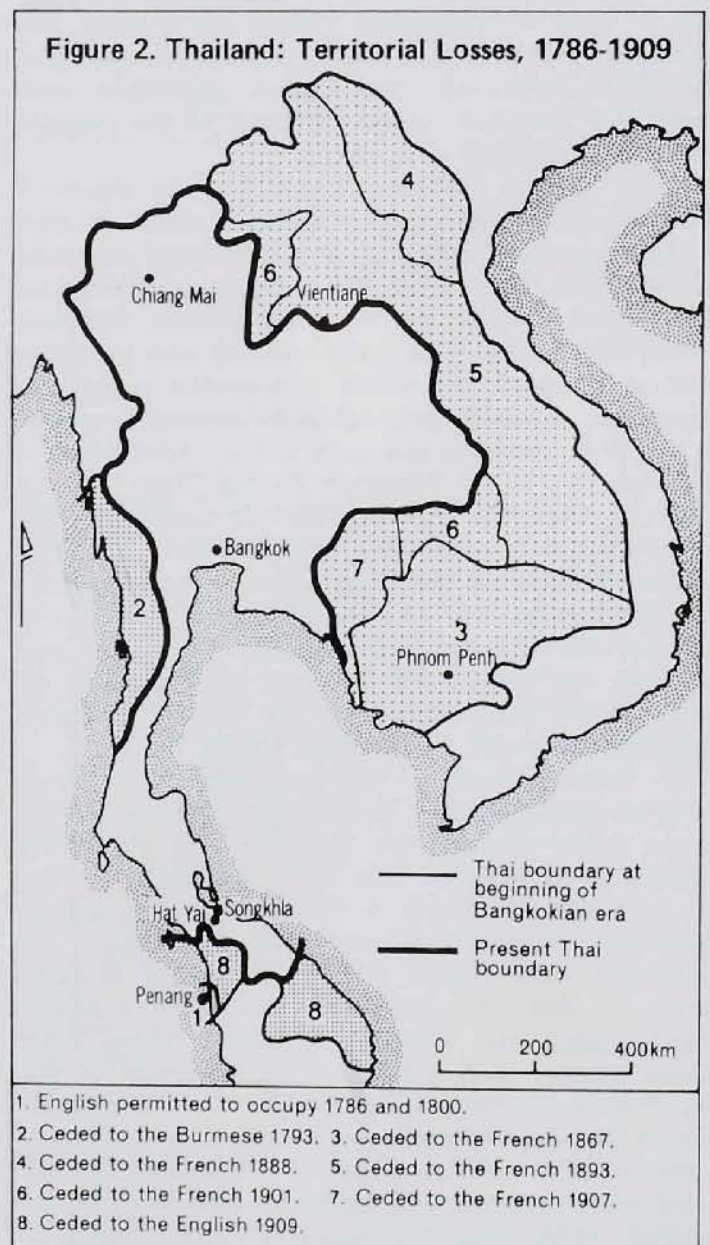 Figure 2. Thailand: Territorial Losses, 1786-1909
4
Chiang Mai
6
Vientiane
5
Bangkok
6
7
2
3
Phnom Penh
Thai boundary at
beginning of
Bangkokian era
Hat Yai
Songkhla
Present Thai
boundary
8
Penang
1
8
0 200 400km
1. English permitted to occupy 1786 and 1800.
2. Ceded to the Burmese 1793. 3. Ceded to the French 1867.
4. Ceded to the French 1888. 5. Ceded to the French 1893.
6. Ceded to the French 1901. 7. Ceded to the French 1907.
8. Ceded to the English 1909.